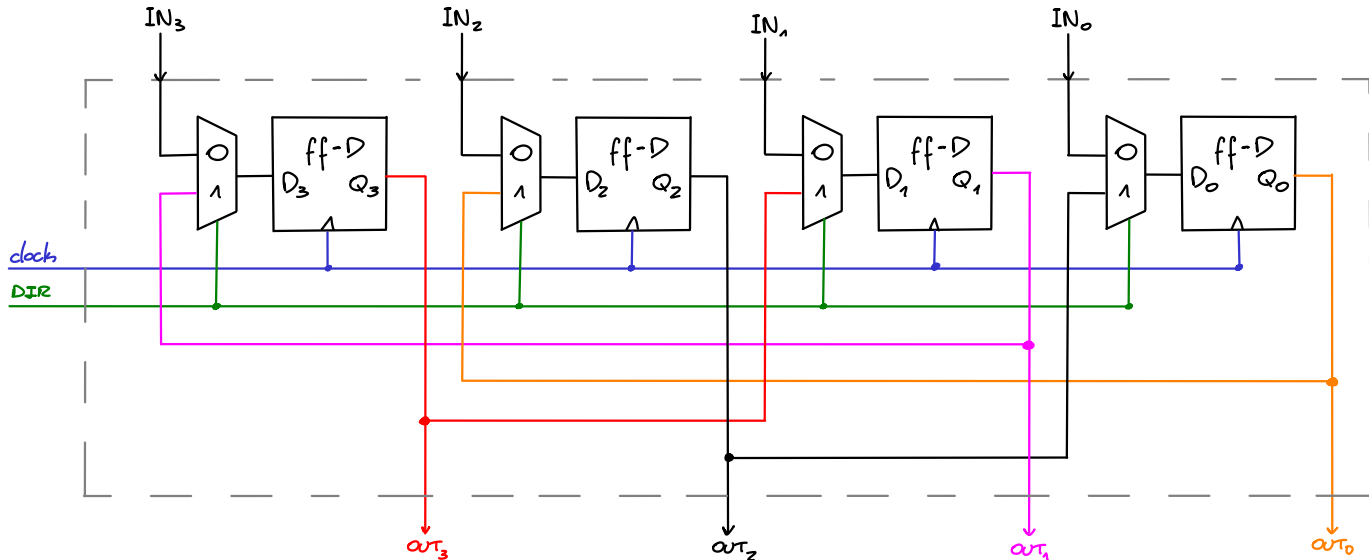 IN₃ IN₂ IN₁ IN₀
0 ff-D 0 ff-D 0 ff-D 0 ff-D
1 D₃ Q₃ 1 D₂ Q₂ 1 D₁ Q₁ 1 D₀ Q₀
clock
DIR
OUT₃ OUT₂ OUT₁ OUT₀